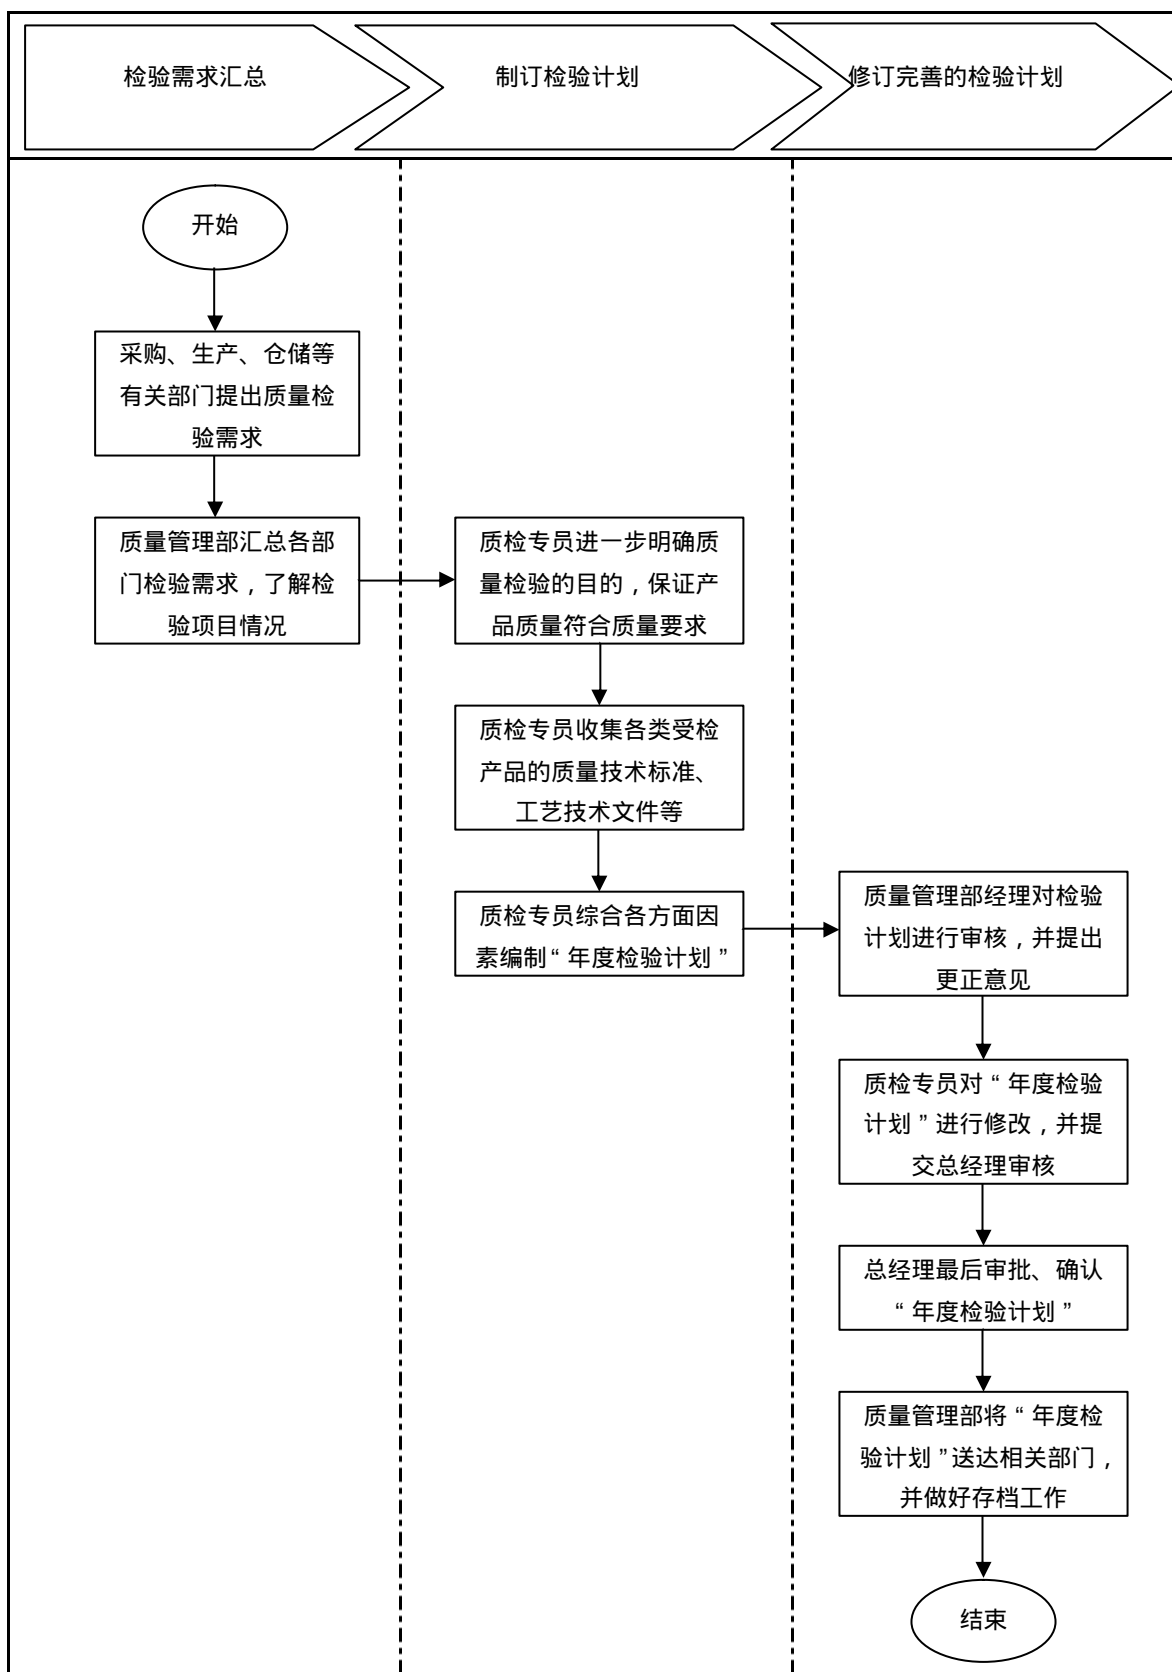 检验需求汇总
制订检验计划
修订完善的检验计划
开始
采购、生产、仓储等
有关部门提出质量检
验需求
质量管理部汇总各部
门检验需求，了解检
验项目情况
质检专员进一步明确质
量检验的目的，保证产
品质量符合质量要求
质检专员收集各类受检
产品的质量技术标准、
工艺技术文件等
质检专员综合各方面因
素编制“年度检验计划”
质量管理部经理对检验
计划进行审核，并提出
更正意见
质检专员对“年度检验
计划”进行修改，并提
交总经理审核
总经理最后审批、确认
“年度检验计划”
质量管理部将“年度检
验计划”送达相关部门，
并做好存档工作
结束